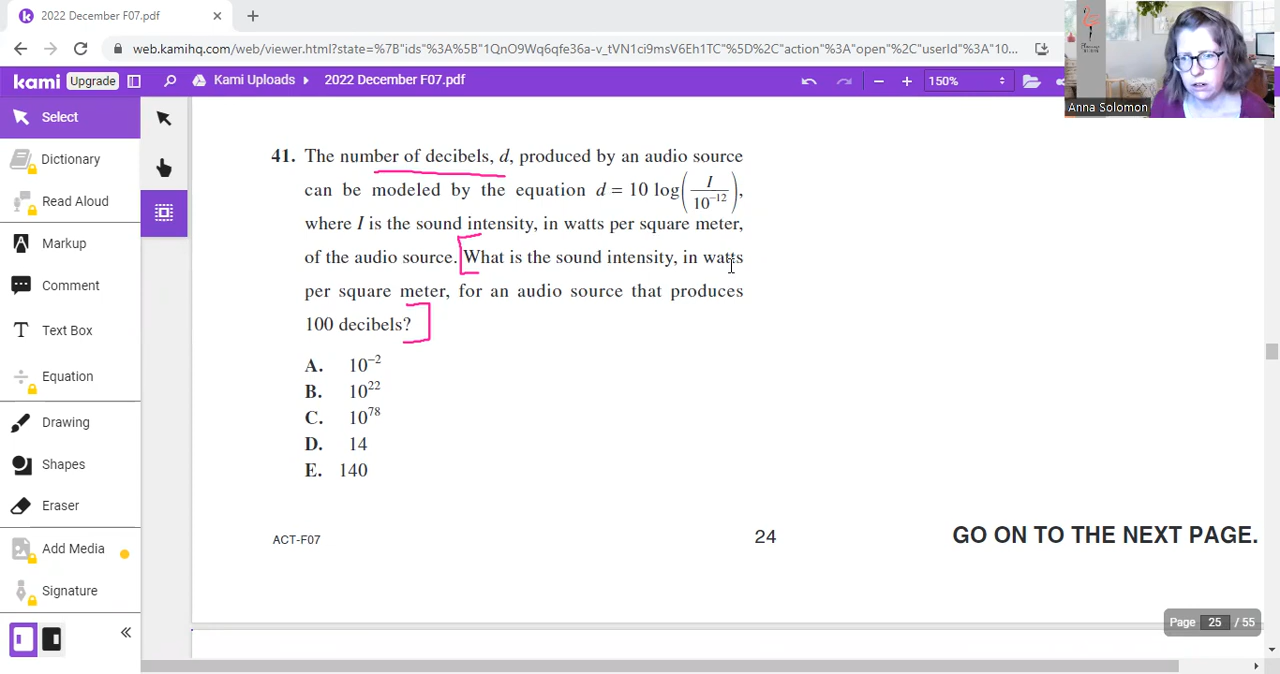 2022 December F07.pdf
web.kamihq.com/web/viewer.html?state=%7B"ids"%3A%5B"1QnO9Wq6qfe36a-v_tVN1ci9msV6Eh1TC"%5D%2C"action"%3A"open"%2C"userId"%3A"10...
kami Upgrade Kami Uploads 2022 December F07.pdf 150%
Anna Solomon
Select
Dictionary
Read Aloud
Markup
Comment
Text Box
Equation
Drawing
Shapes
Eraser
Add Media
Signature
41. The number of decibels, d, produced by an audio source
can be modeled by the equation d = 10 log(I/10⁻¹²),
where I is the sound intensity, in watts per square meter,
of the audio source. What is the sound intensity, in watts
per square meter, for an audio source that produces
100 decibels?
A. 10⁻²
B. 10²²
C. 10⁷⁸
D. 14
E. 140
ACT-F07 24 GO ON TO THE NEXT PAGE.
Page 25 / 55